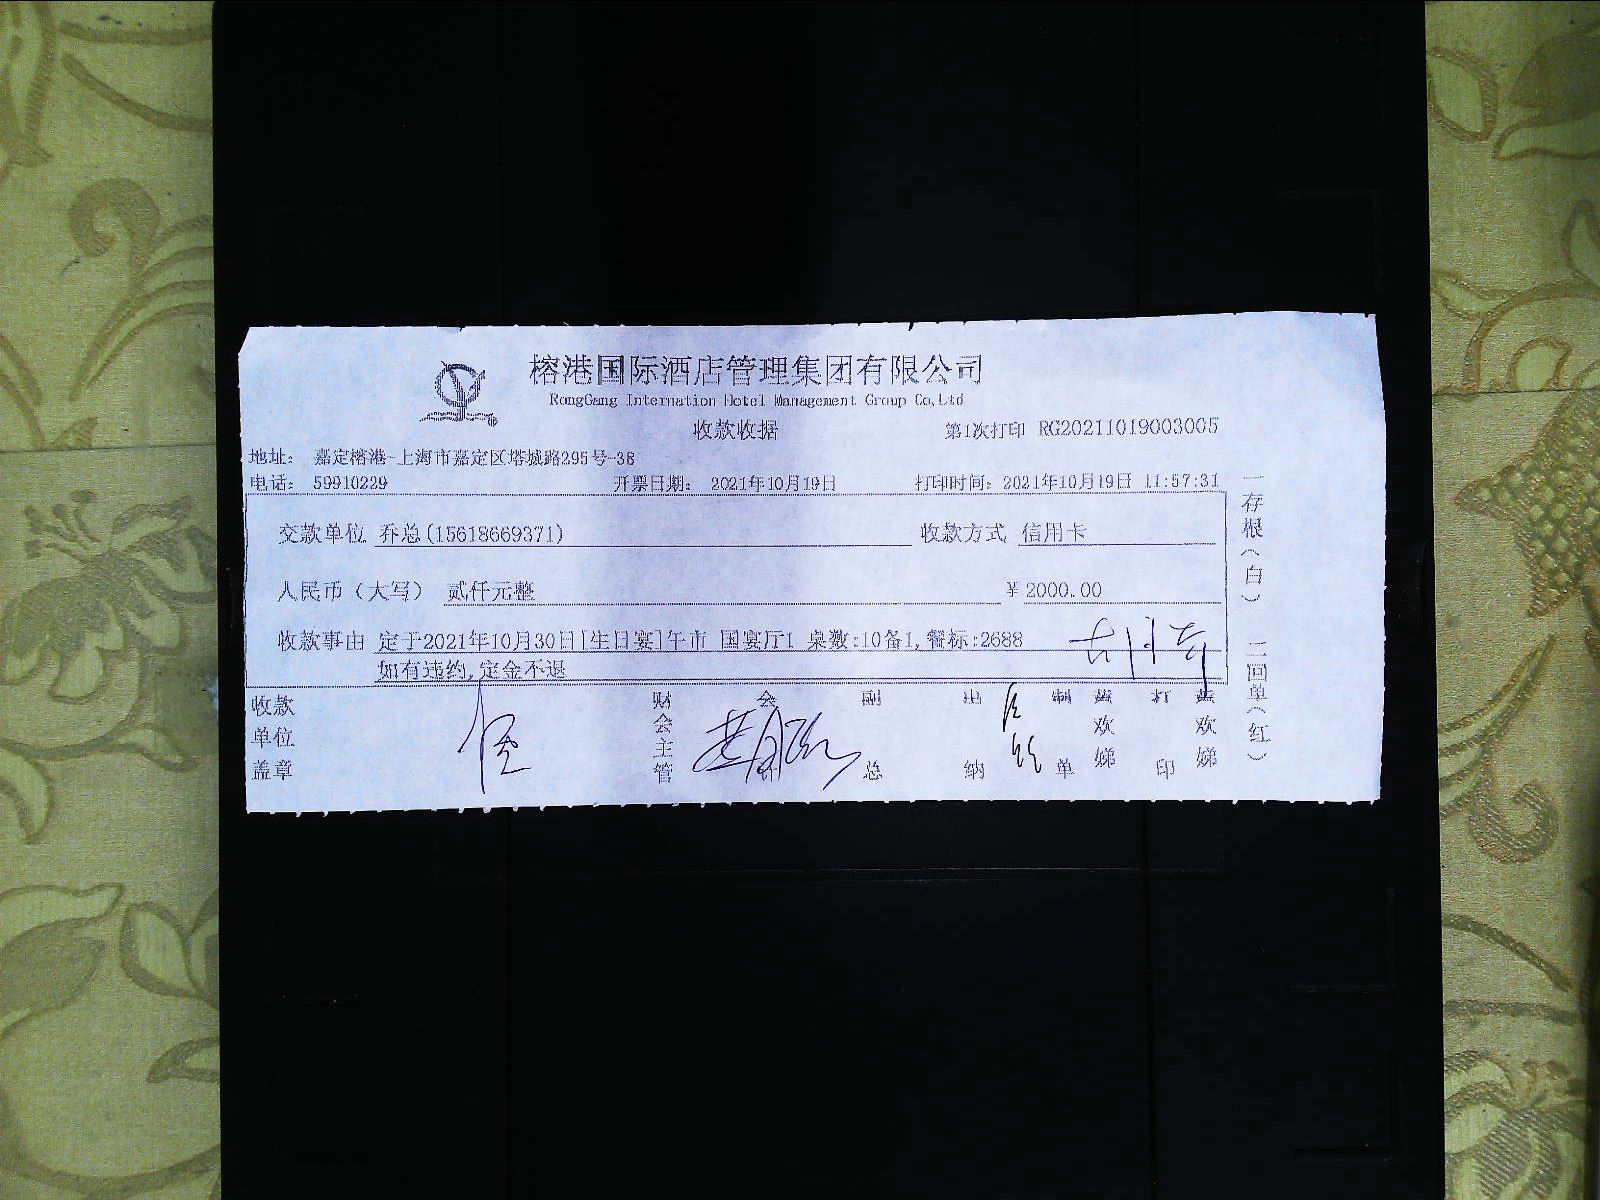 榕港国际酒店管理集团有限公司
RongGang Internation Hotel Management Group Co,Ltd
收款收据
第1次打印 RG20211019003005
地址： 嘉定榕港-上海市嘉定区塔城路295号-38
电话： 59910229 开票日期： 2021年10月19日 打印时间：2021年10月19日 11:57:31
交款单位 乔总(15618669371) 收款方式 信用卡
人民币（大写） 贰仟元整 ￥2000.00
收款事由 定于2021年10月30日[生日宴]午市 国宴厅1 桌数:10备1,餐标:2688
如有违约,定金不退
收款单位盖章 财会主管 会计 副总 出纳 制单 欢娣 打印 欢娣
一存根（白） 二回单（红）